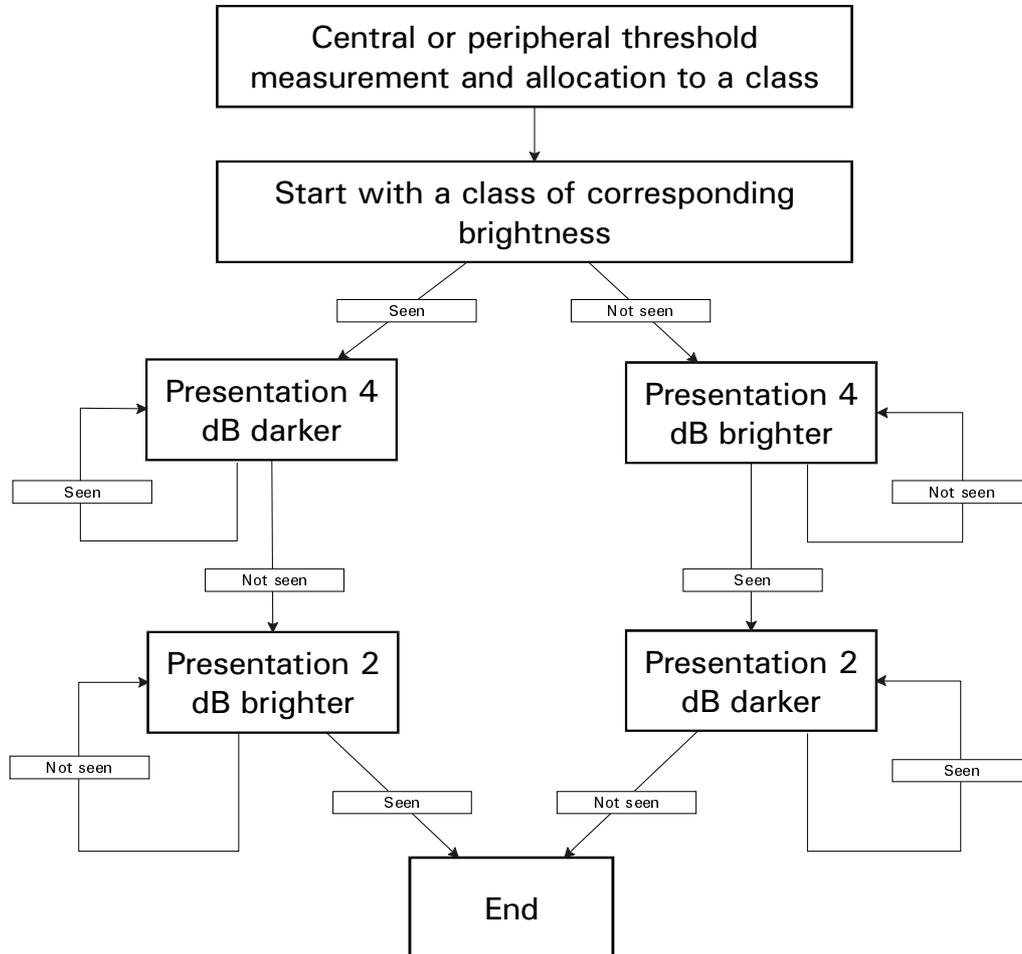 Central or peripheral threshold
measurement and allocation to a class
Start with a class of corresponding
brightness
Seen
Not seen
Presentation 4
dB darker
Presentation 4
dB brighter
Seen
Not seen
Not seen
Seen
Presentation 2
dB brighter
Presentation 2
dB darker
Not seen
Seen
Seen
Not seen
End